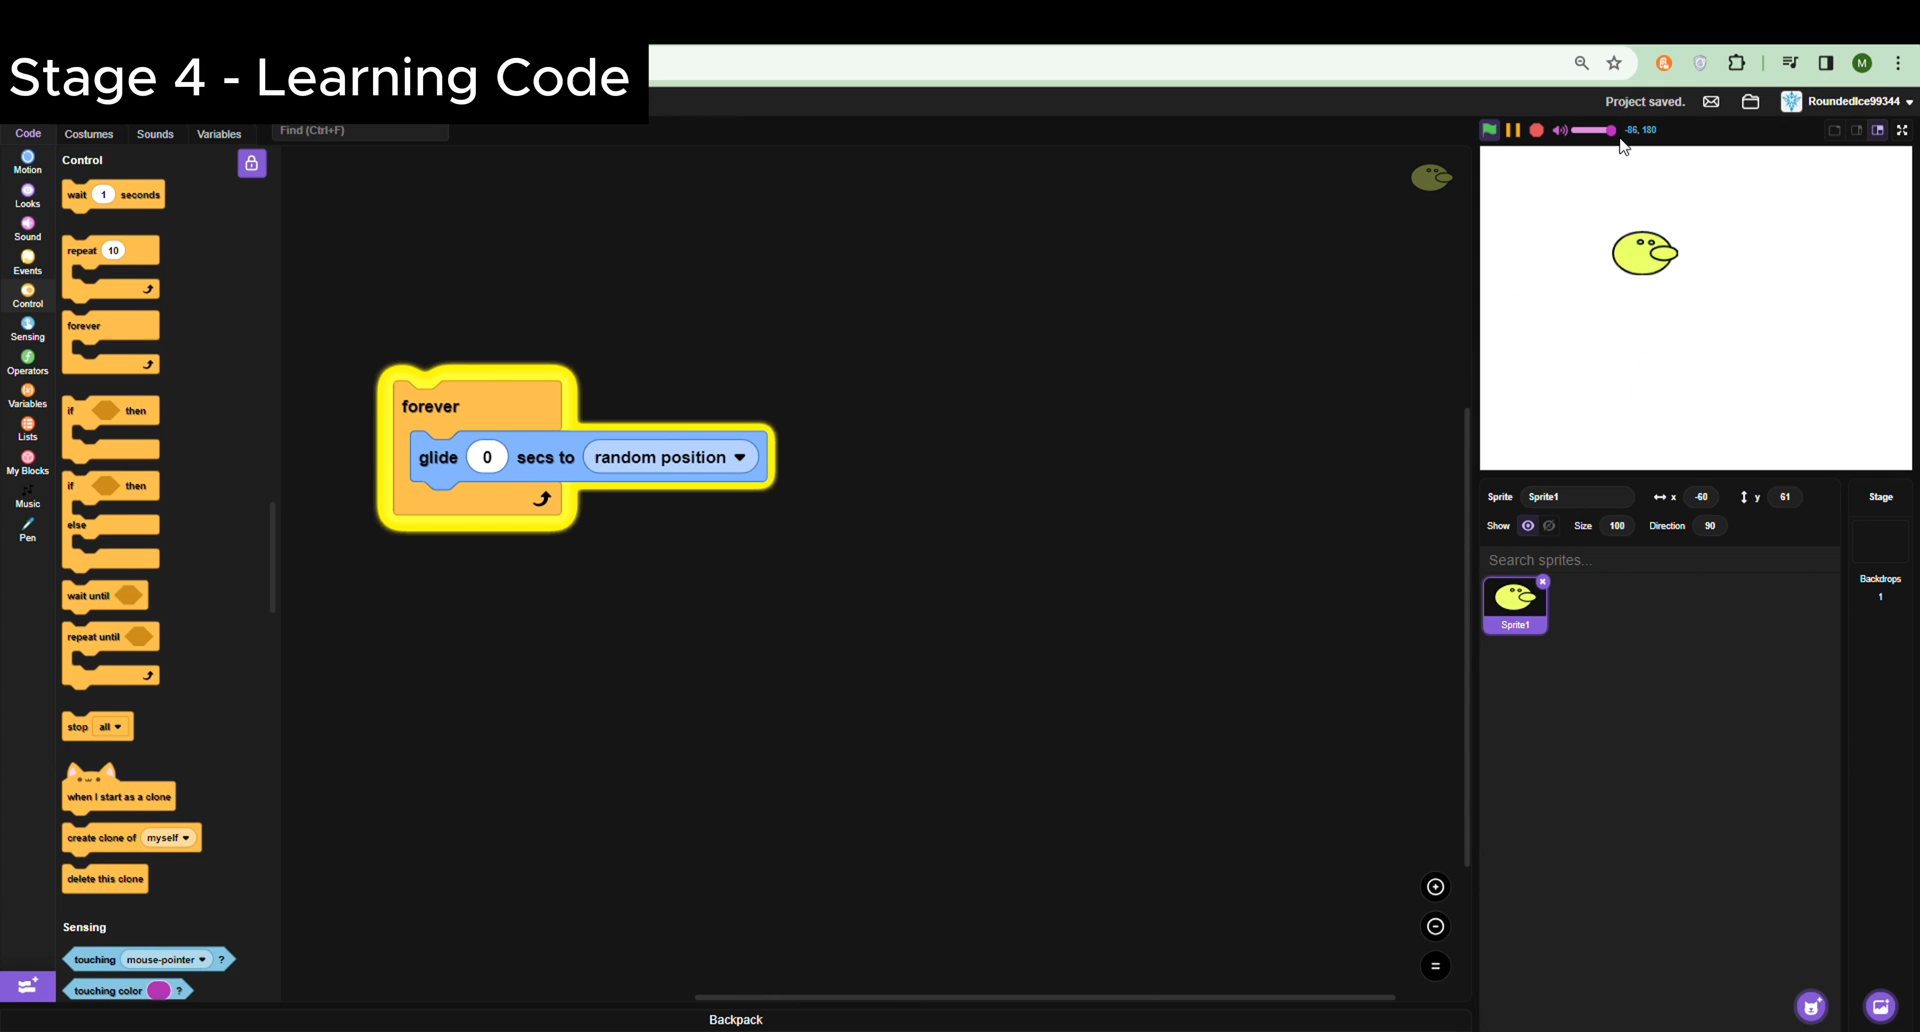 Stage 4 - Learning Code
M
Project saved.
RoundedIce99344
Code
Costumes
Sounds
Variables
Find (Ctrl+F)
-86, 180
Motion
Looks
Sound
Events
Control
Sensing
Operators
Variables
Lists
My Blocks
Music
Pen
Control
wait 1 seconds
repeat 10
forever
if then
if then
else
wait until
repeat until
stop all
when I start as a clone
create clone of myself
delete this clone
Sensing
touching mouse-pointer ?
touching color ?
forever
glide 0 secs to random position
Sprite Sprite1 x -60 y 61
Show Size 100 Direction 90
Search sprites...
Sprite1
Stage
Backdrops
1
Backpack